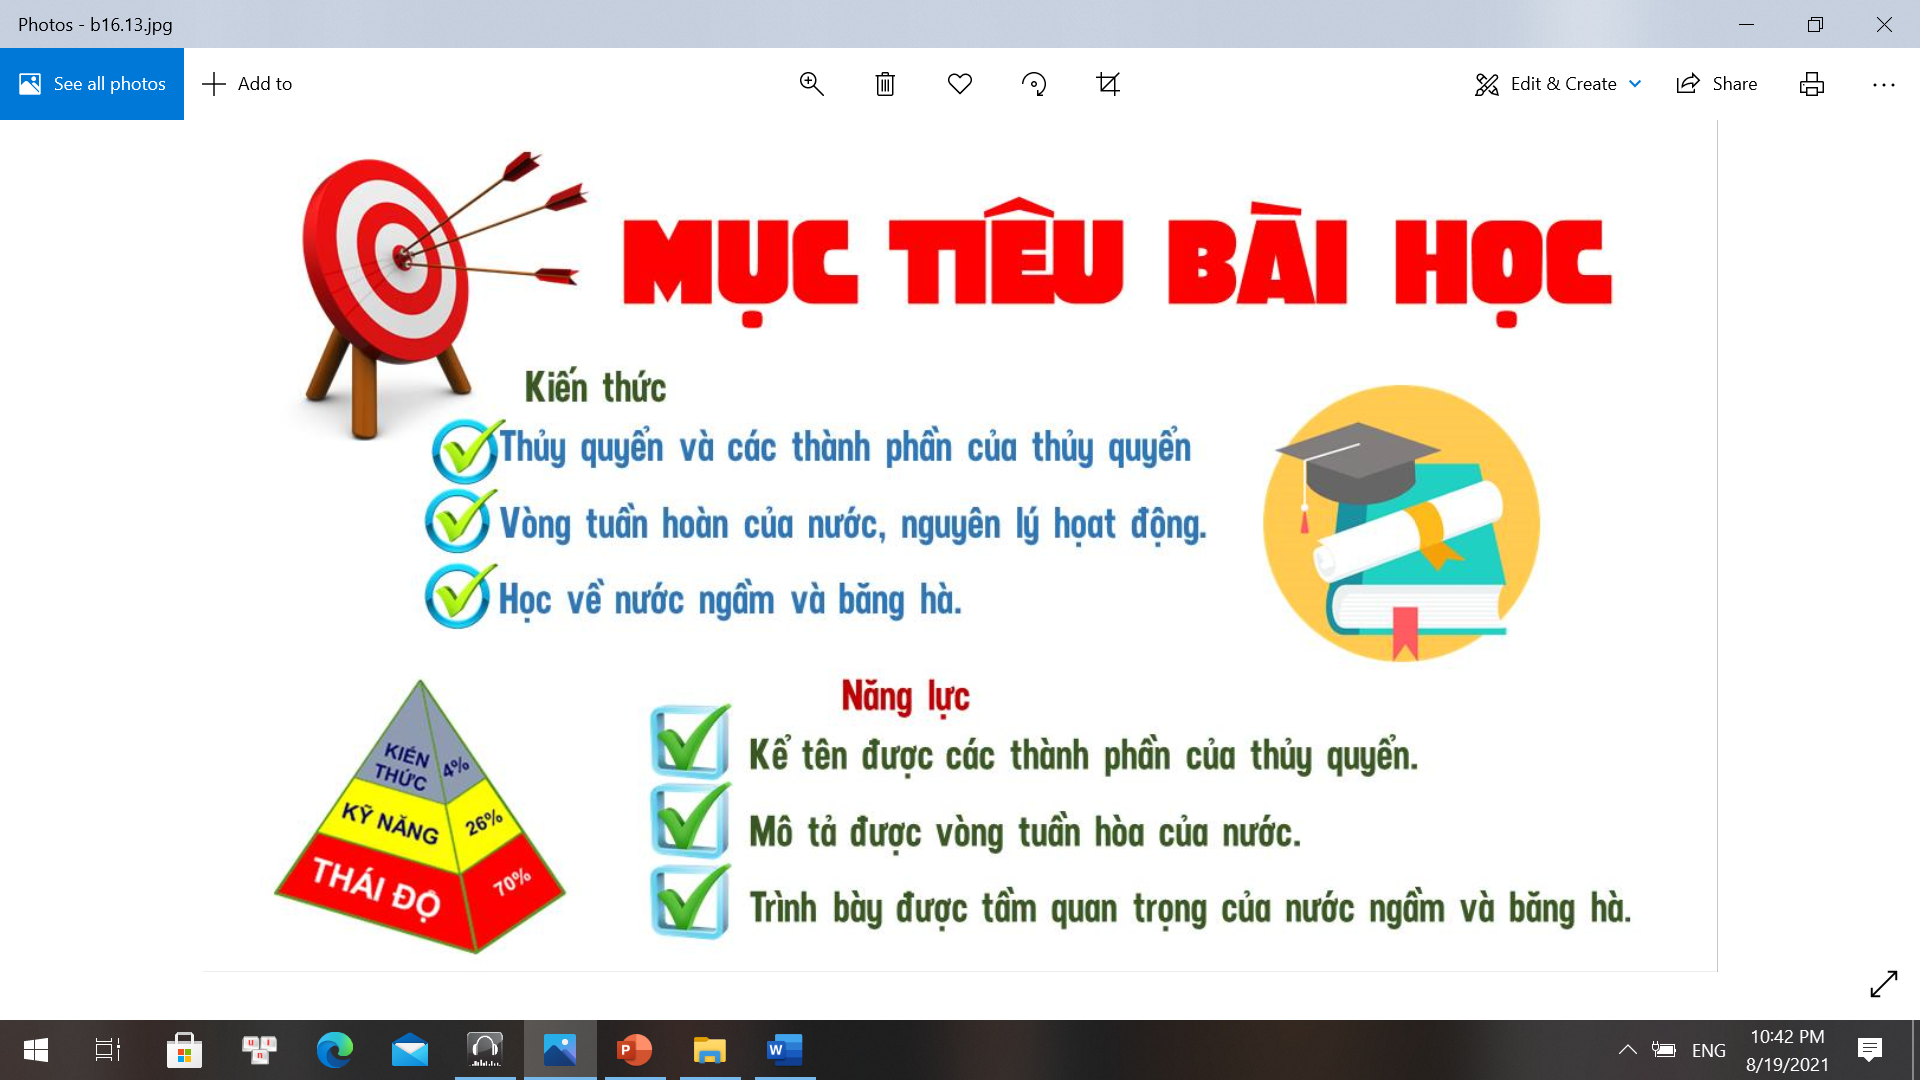 Photos - b16.13.jpg
See all photos
Add to
Edit & Create
Share
MỤC TIÊU BÀI HỌC
Kiến thức
Thủy quyển và các thành phần của thủy quyển
Vòng tuần hoàn của nước, nguyên lý họat động.
Học về nước ngầm và băng hà.
Năng lực
Kể tên được các thành phần của thủy quyển.
Mô tả được vòng tuần hòa của nước.
Trình bày được tầm quan trọng của nước ngầm và băng hà.
KIẾN THỨC 4%
KỸ NĂNG 26%
THÁI ĐỘ 70%
u n i
P
W
ENG
10:42 PM
8/19/2021